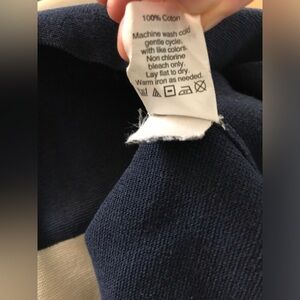 100% Cotton
Machine wash cold
gentle cycle.
with like colors.
Non chlorine
bleach only.
Lay flat to dry.
Warm iron as needed.